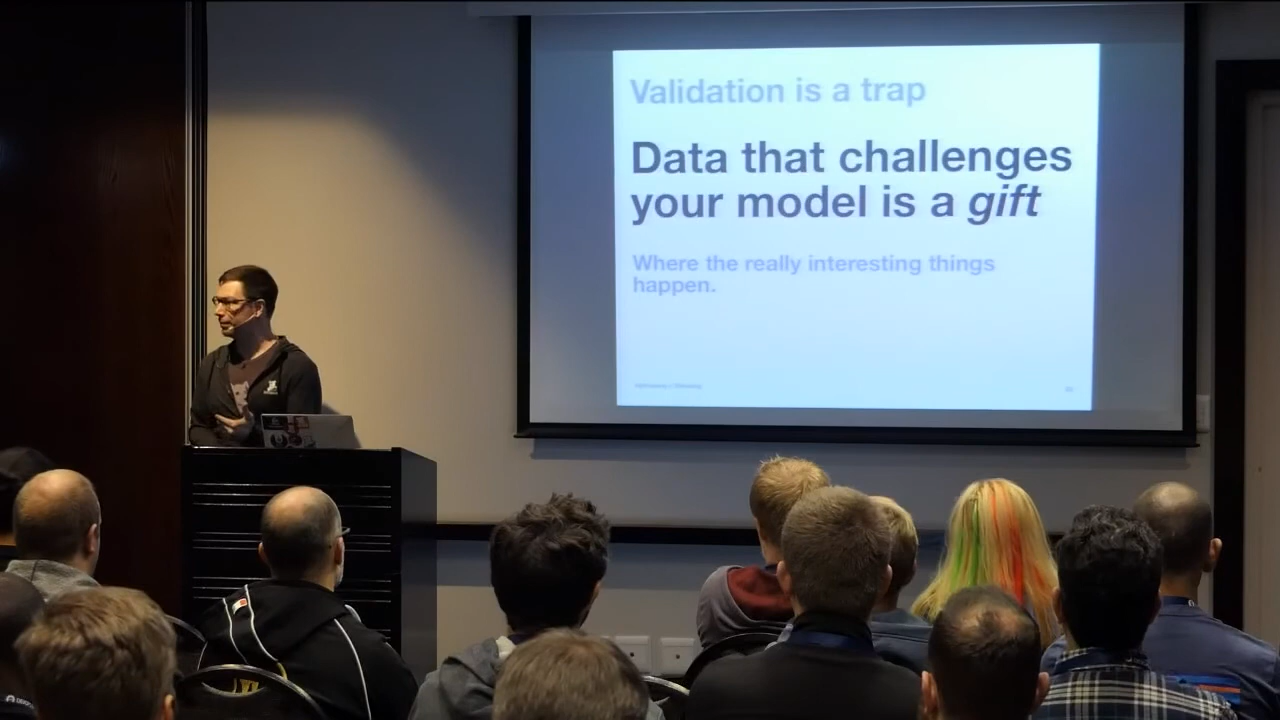 Validation is a trap
Data that challenges
your model is a gift
Where the really interesting things
happen.